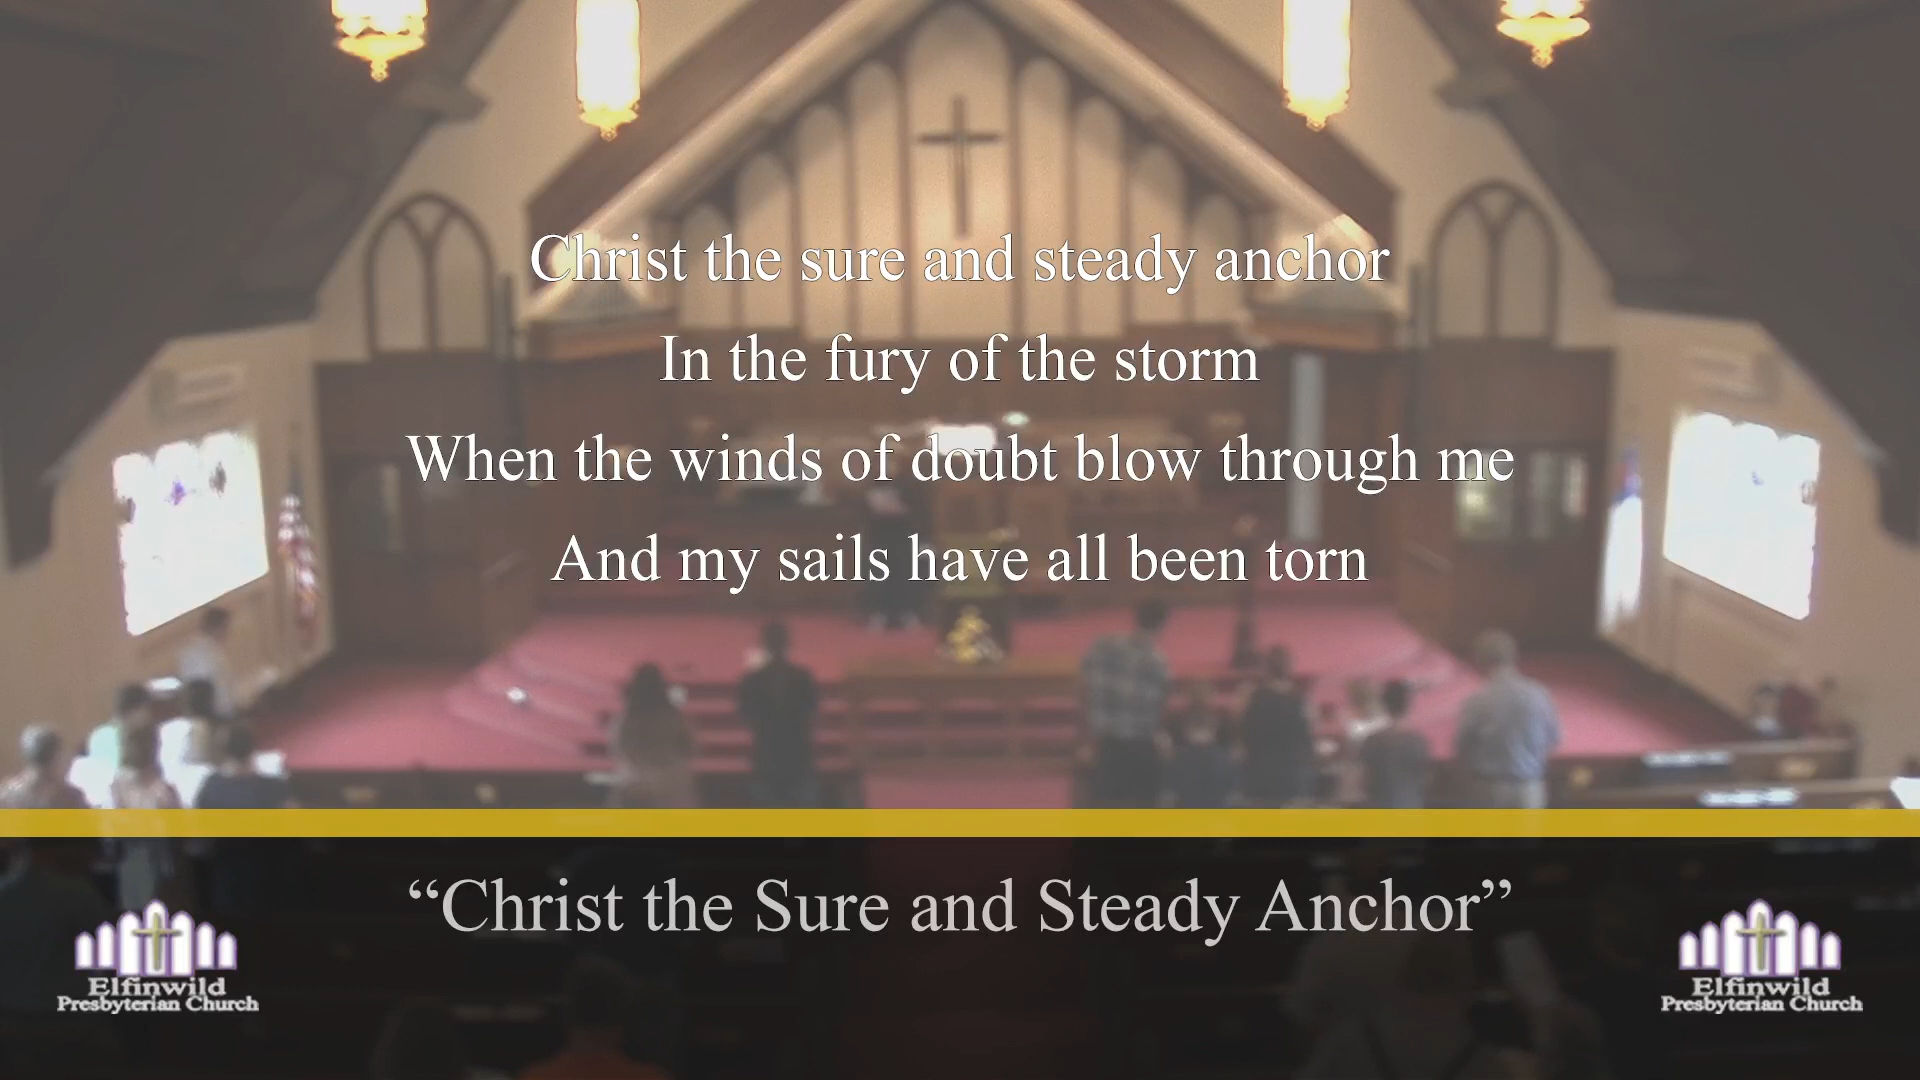 Christ the sure and steady anchor
In the fury of the storm
When the winds of doubt blow through me
And my sails have all been torn
“Christ the Sure and Steady Anchor”
Elfinwild
Presbyterian Church
Elfinwild
Presbyterian Church